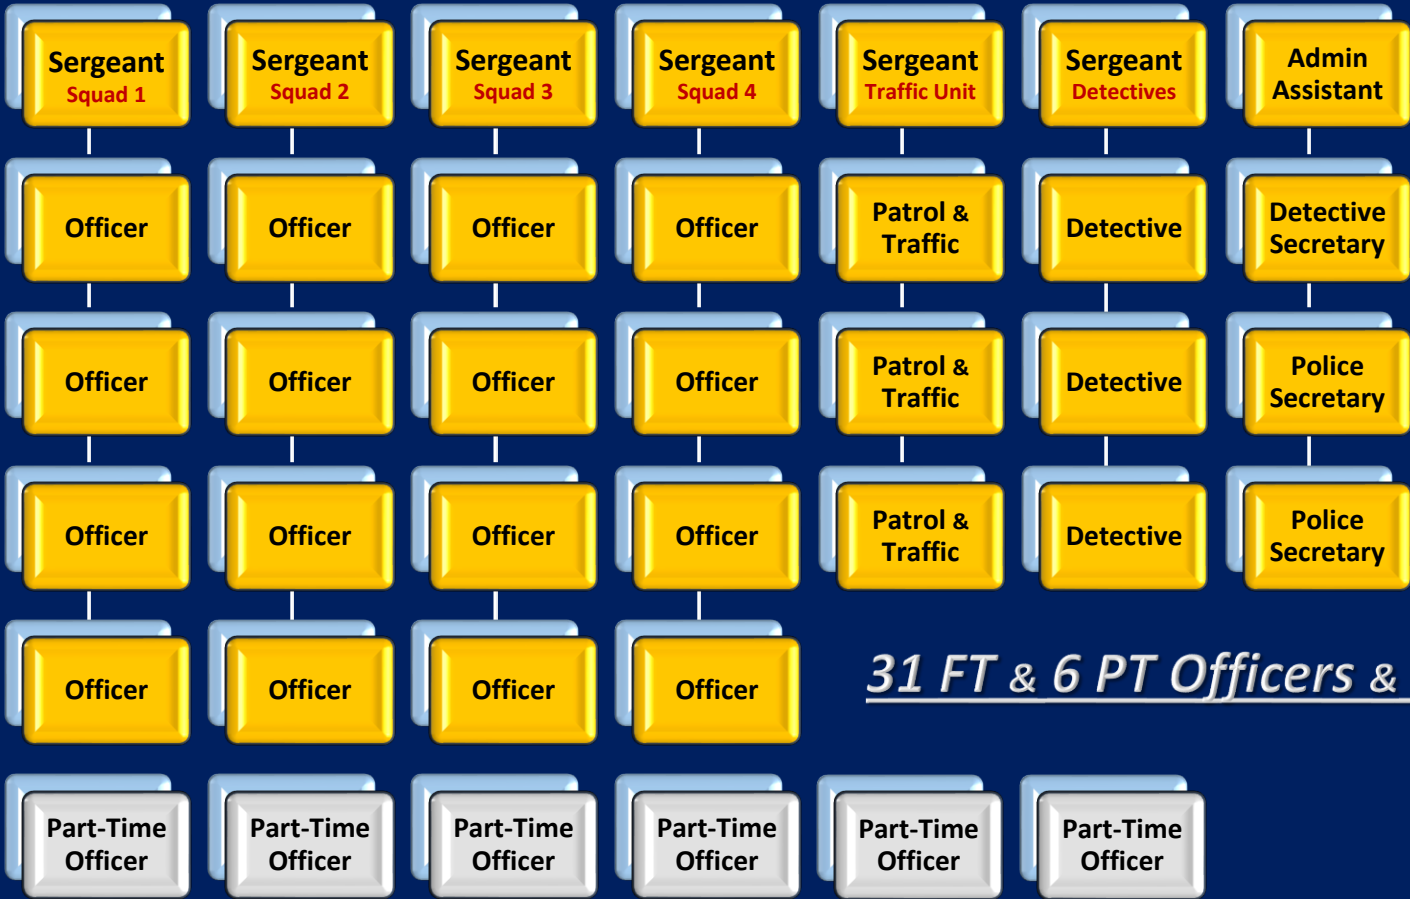 Sergeant
Squad 1
Sergeant
Squad 2
Sergeant
Squad 3
Sergeant
Squad 4
Sergeant
Traffic Unit
Sergeant
Detectives
Admin
Assistant
Officer
Officer
Officer
Officer
Patrol &
Traffic
Detective
Detective
Secretary
Officer
Officer
Officer
Officer
Patrol &
Traffic
Detective
Police
Secretary
Officer
Officer
Officer
Officer
Patrol &
Traffic
Detective
Police
Secretary
Officer
Officer
Officer
Officer
31 FT & 6 PT Officers &
Part-Time
Officer
Part-Time
Officer
Part-Time
Officer
Part-Time
Officer
Part-Time
Officer
Part-Time
Officer